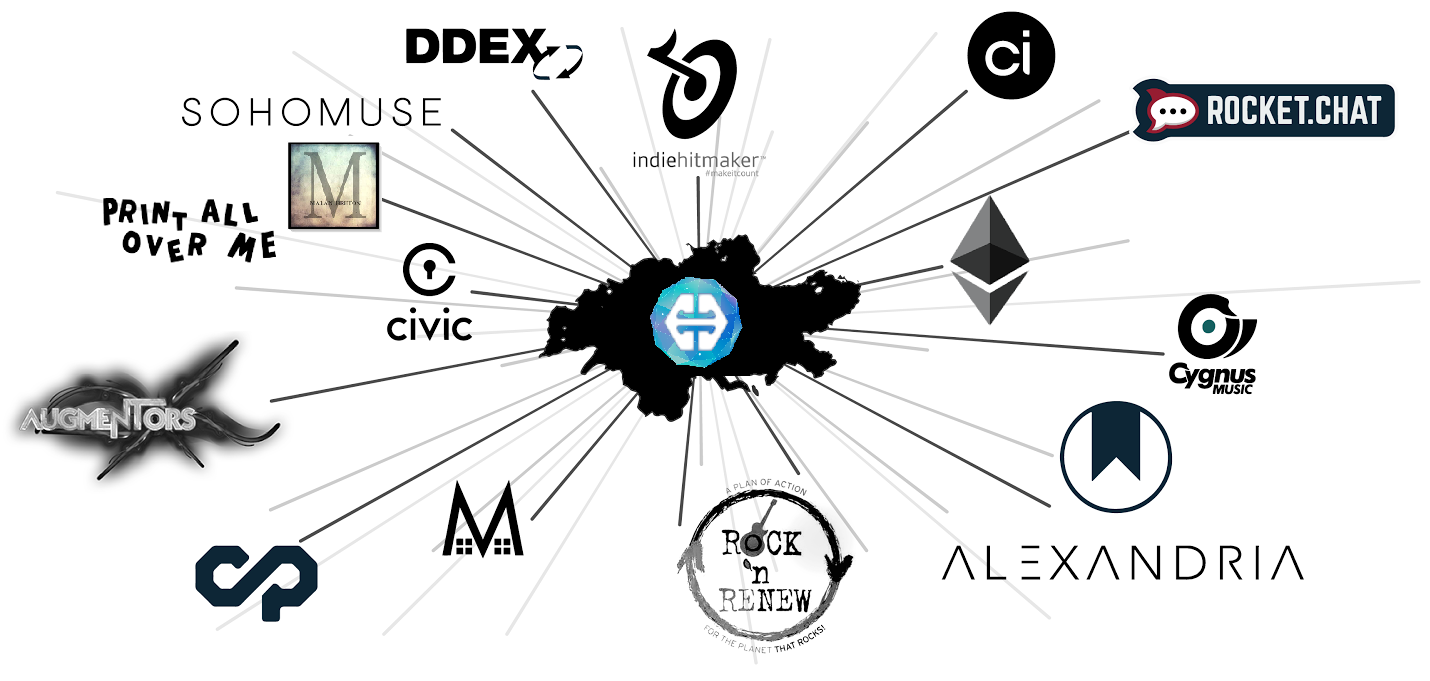 DDEX
indiehitmaker™
#makeitcount
ci
ROCKET.CHAT
SOHOMUSE
M
PRINT ALL
OVER ME
civic
Cygnus
MUSIC
AUGMENTORS
M
A PLAN OF ACTION
ROCK
'n
RENEW
FOR THE PLANET THAT ROCKS!
ALEXANDRIA